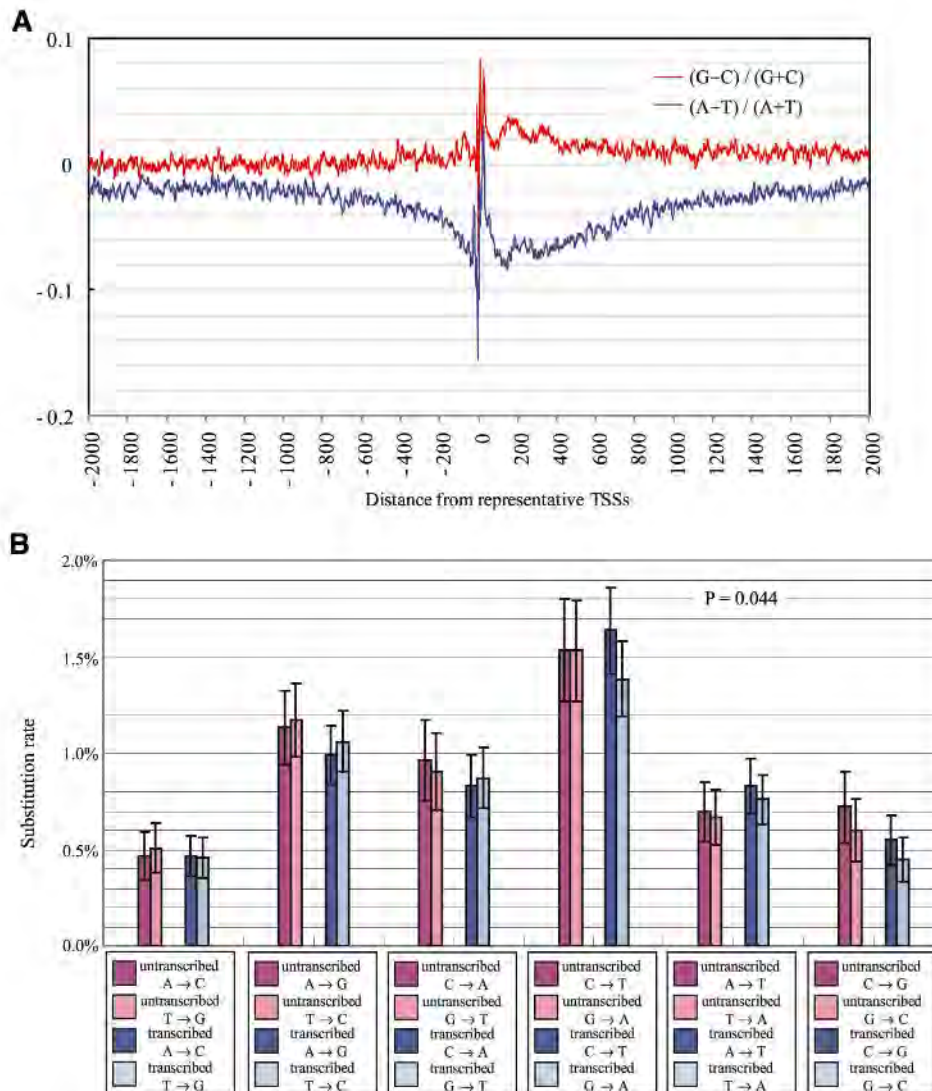 A
0.1
(G−C) / (G+C)
(A−T) / (A+T)
0
- 0.1
- 0.2
-2000 -1800 -1600 -1400 -1200 -1000 -800 -600 -400 -200 0 200 400 600 800 1000 1200 1400 1600 1800 2000
Distance from representative TSSs
B
2.0%
P = 0.044
1.5%
1.0%
0.5%
0.0%
Substitution rate
untranscribed
A → C
untranscribed
T → G
transcribed
A → C
transcribed
T → G
untranscribed
A → G
untranscribed
T → C
transcribed
A → G
transcribed
T → C
untranscribed
C → A
untranscribed
G → T
transcribed
C → A
transcribed
G → T
untranscribed
C → T
untranscribed
G → A
transcribed
C → T
transcribed
G → A
untranscribed
A → T
untranscribed
T → A
transcribed
A → T
transcribed
T → A
untranscribed
C → G
untranscribed
G → C
transcribed
C → G
transcribed
G → C